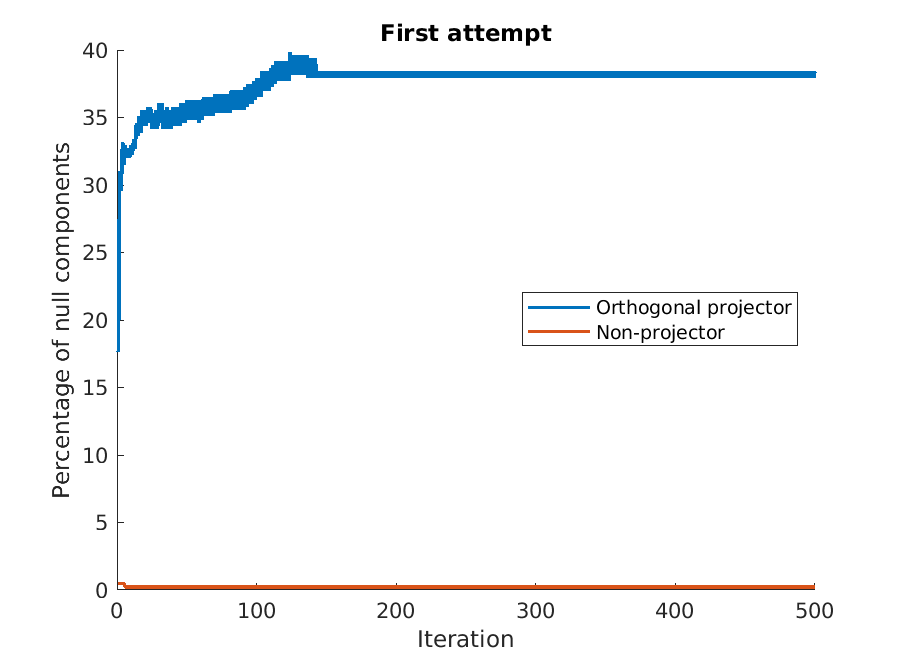 First attempt
40
35
30
25
20
15
10
5
0
Percentage of null components
Orthogonal projector
Non-projector
0 100 200 300 400 500
Iteration